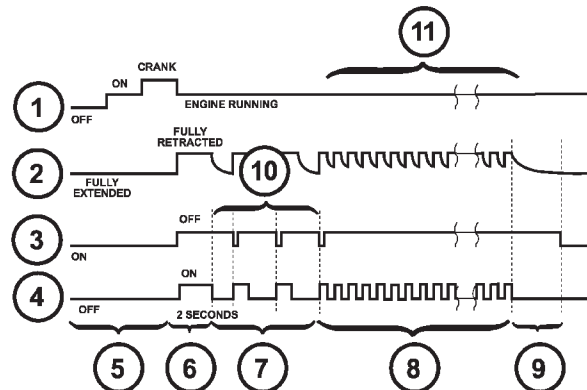 11
CRANK
ON
1
ENGINE RUNNING
OFF
FULLY
RETRACTED
2
10
FULLY
EXTENDED
OFF
3
ON
ON
4
OFF
2 SECONDS
5
6
7
8
9